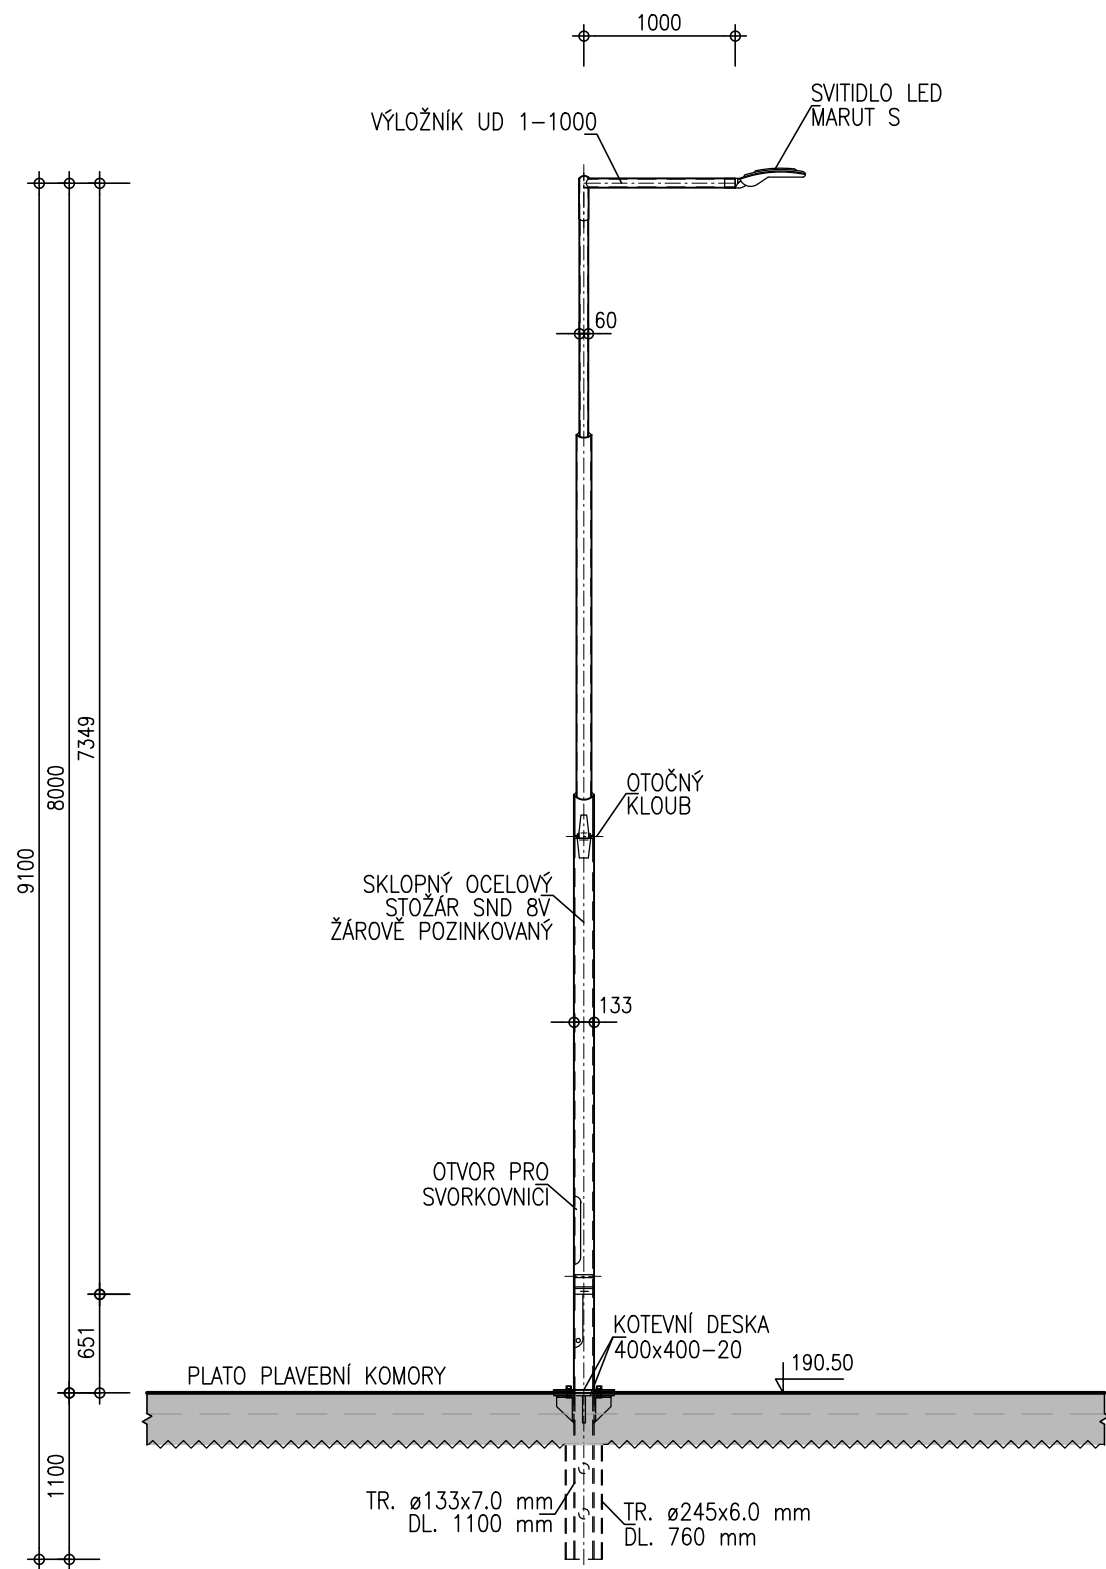 1000
SVITIDLO LED
MARUT S
VÝLOŽNÍK UD 1-1000
60
7349
8000
9100
OTOČNÝ
KLOUB
SKLOPNÝ OCELOVÝ
STOŽÁR SND 8V
ŽÁROVĚ POZINKOVANÝ
133
OTVOR PRO
SVORKOVNICI
651
KOTEVNÍ DESKA
400x400-20
PLATO PLAVEBNÍ KOMORY
190.50
1100
TR. ø133x7.0 mm
DL. 1100 mm
TR. ø245x6.0 mm
DL. 760 mm